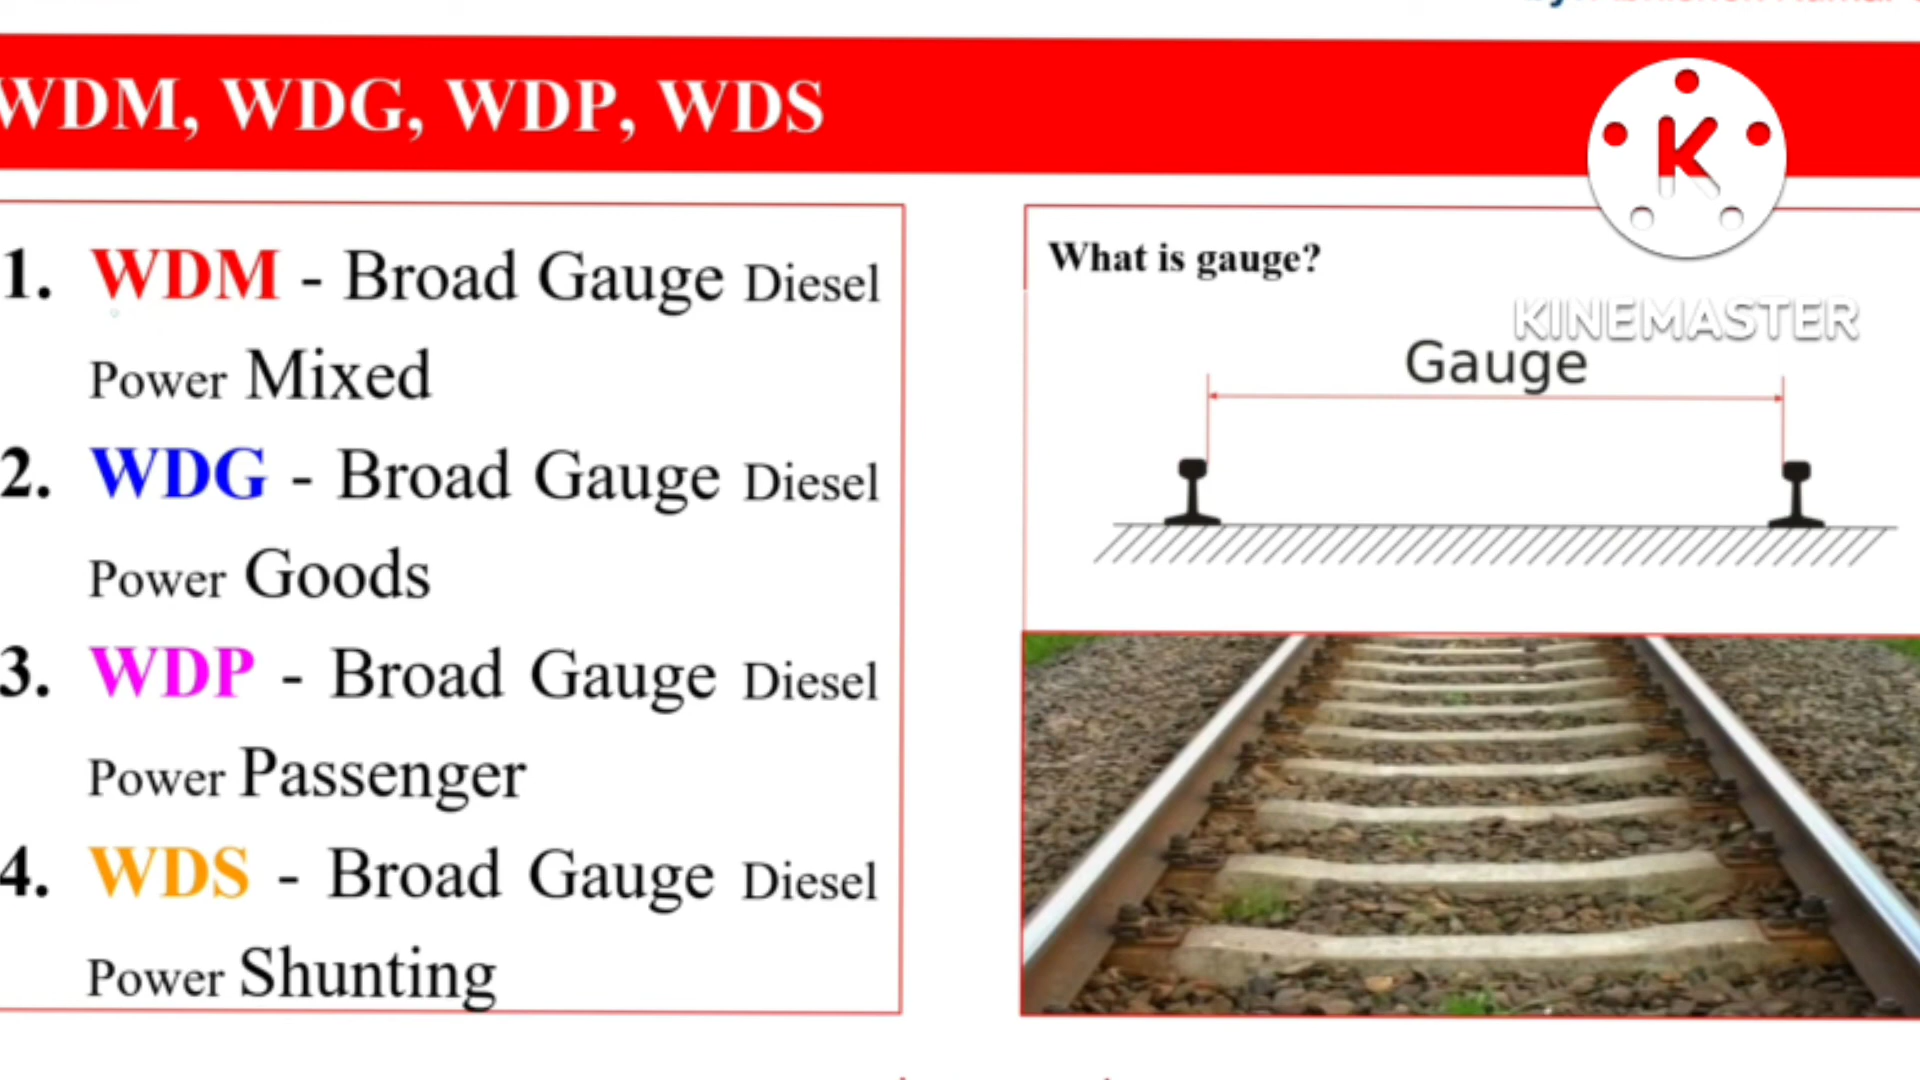 WDM, WDG, WDP, WDS
1. WDM - Broad Gauge Diesel
Power Mixed
2. WDG - Broad Gauge Diesel
Power Goods
3. WDP - Broad Gauge Diesel
Power Passenger
4. WDS - Broad Gauge Diesel
Power Shunting
What is gauge?
K
KINEMASTER
Gauge